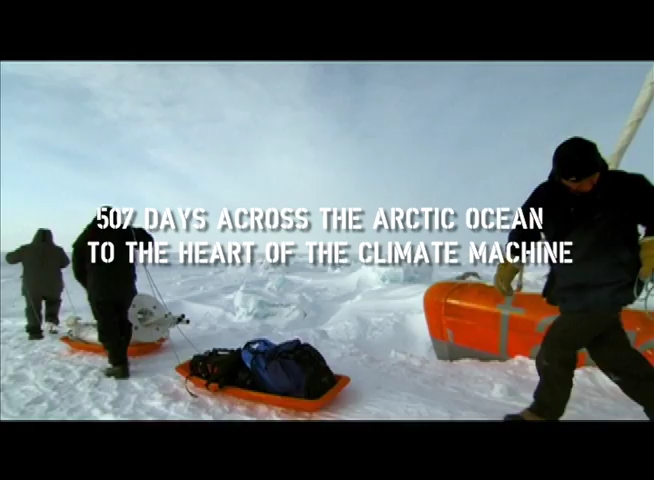 507 DAYS ACROSS THE ARCTIC OCEAN
TO THE HEART OF THE CLIMATE MACHINE